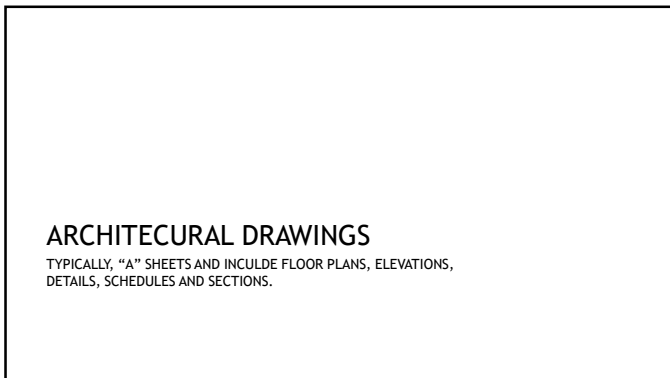 ARCHITECURAL DRAWINGS
TYPICALLY, “A” SHEETS AND INCULDE FLOOR PLANS, ELEVATIONS,
DETAILS, SCHEDULES AND SECTIONS.